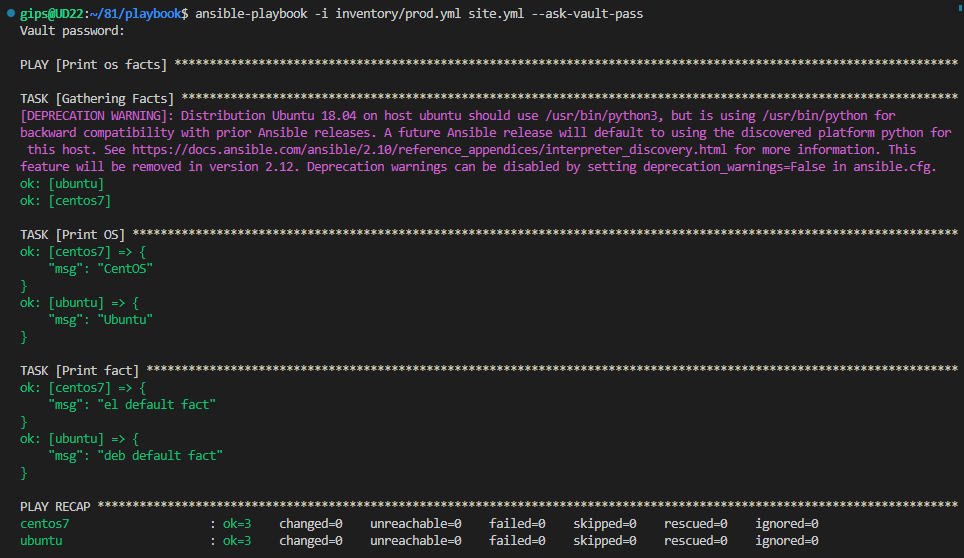 gips@UD22:~/81/playbook$ ansible-playbook -i inventory/prod.yml site.yml --ask-vault-pass
Vault password:
PLAY [Print os facts] ****************************************************************************************************************
TASK [Gathering Facts] ***************************************************************************************************************
[DEPRECATION WARNING]: Distribution Ubuntu 18.04 on host ubuntu should use /usr/bin/python3, but is using /usr/bin/python for
backward compatibility with prior Ansible releases. A future Ansible release will default to using the discovered platform python for
 this host. See https://docs.ansible.com/ansible/2.10/reference_appendices/interpreter_discovery.html for more information. This
feature will be removed in version 2.12. Deprecation warnings can be disabled by setting deprecation_warnings=False in ansible.cfg.
ok: [ubuntu]
ok: [centos7]
TASK [Print OS] **********************************************************************************************************************
ok: [centos7] => {
    "msg": "CentOS"
}
ok: [ubuntu] => {
    "msg": "Ubuntu"
}
TASK [Print fact] ********************************************************************************************************************
ok: [centos7] => {
    "msg": "el default fact"
}
ok: [ubuntu] => {
    "msg": "deb default fact"
}
PLAY RECAP ***************************************************************************************************************************
centos7                    : ok=3    changed=0    unreachable=0    failed=0    skipped=0    rescued=0    ignored=0
ubuntu                     : ok=3    changed=0    unreachable=0    failed=0    skipped=0    rescued=0    ignored=0